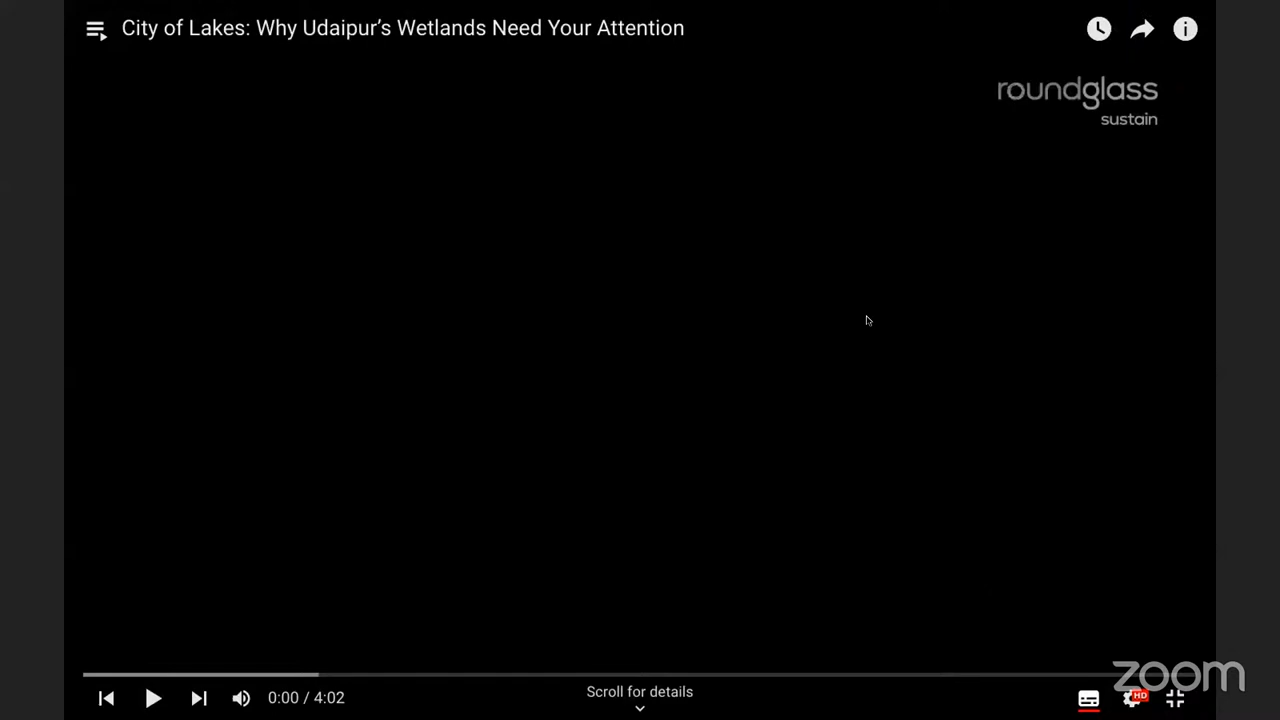 City of Lakes: Why Udaipur’s Wetlands Need Your Attention
roundglass
sustain
0:00 / 4:02
Scroll for details
HD
zoom